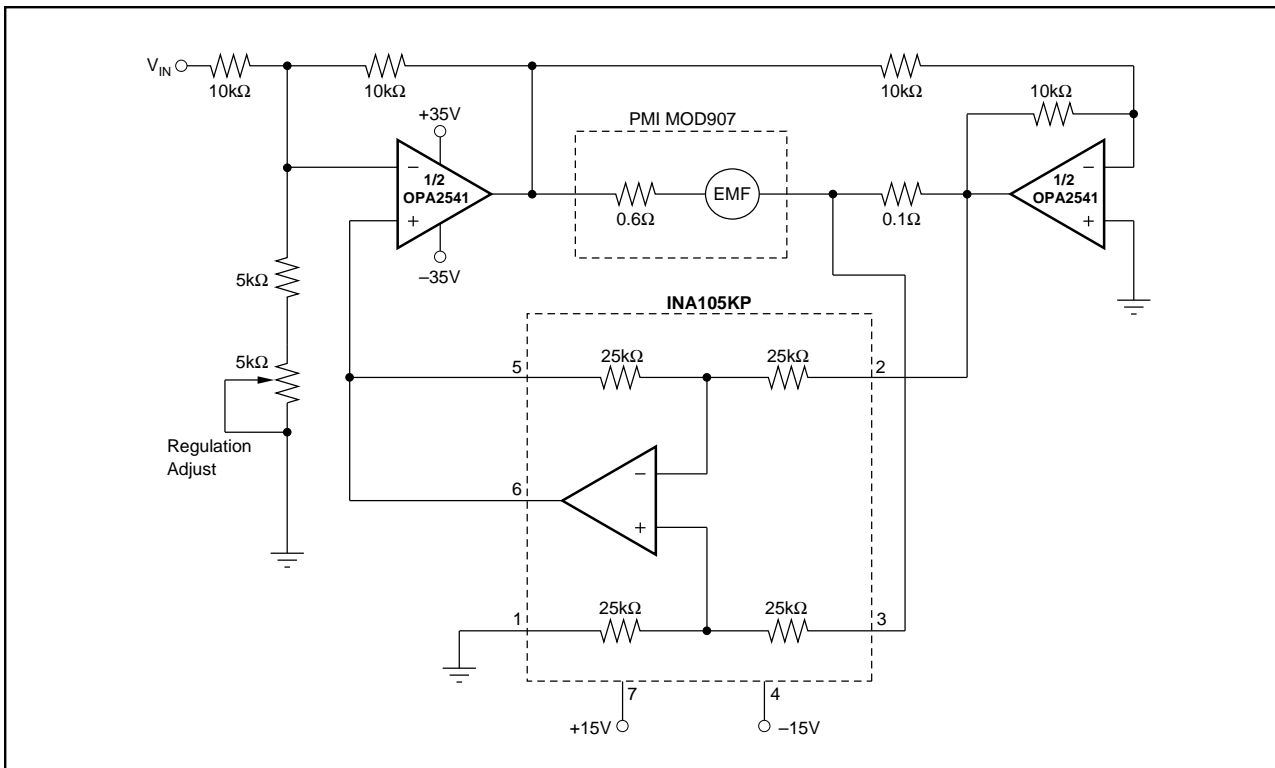 V_IN
10kΩ
10kΩ
10kΩ
10kΩ
+35V
PMI MOD907
−
1/2
OPA2541
+
−35V
0.6Ω
EMF
0.1Ω
−
1/2
OPA2541
+
5kΩ
5kΩ
Regulation
Adjust
INA105KP
5
25kΩ
25kΩ
2
6
−
+
1
25kΩ
25kΩ
3
7
4
+15V
−15V